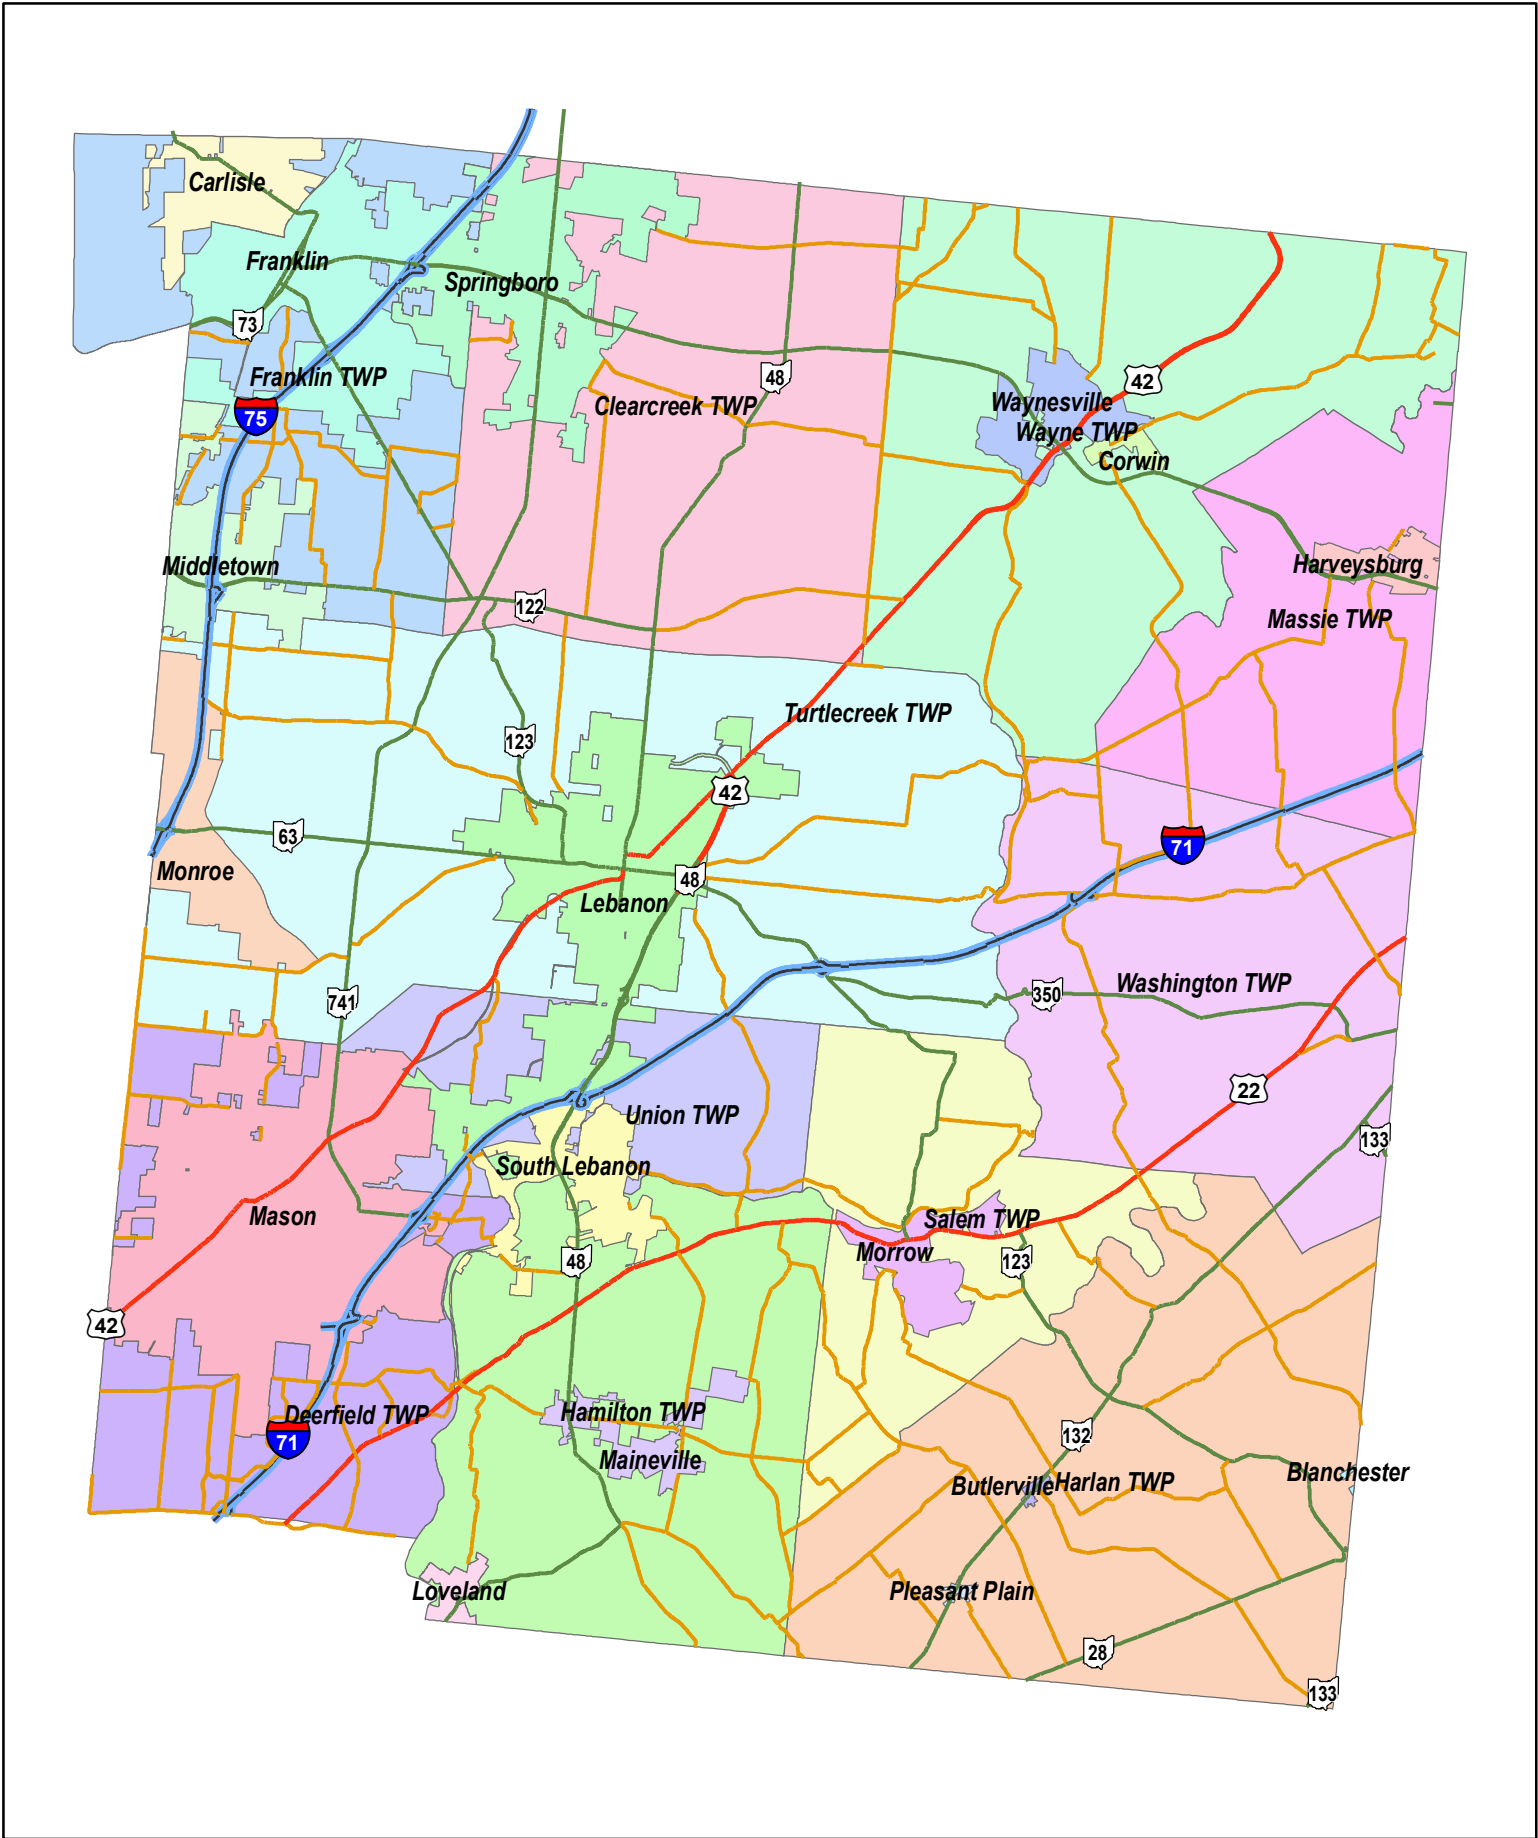 Carlisle
Franklin
Springboro
73
Franklin TWP
48
42
75
Clearcreek TWP
Waynesville
Wayne TWP
Corwin
Middletown
Harveysburg
122
Massie TWP
Turtlecreek TWP
123
42
63
71
Monroe
48
Lebanon
Washington TWP
350
741
22
Union TWP
133
South Lebanon
Mason
Salem TWP
Morrow
48
123
42
Deerfield TWP
Hamilton TWP
71
132
Maineville
Blanchester
Butlerville
Harlan TWP
Loveland
Pleasant Plain
28
133